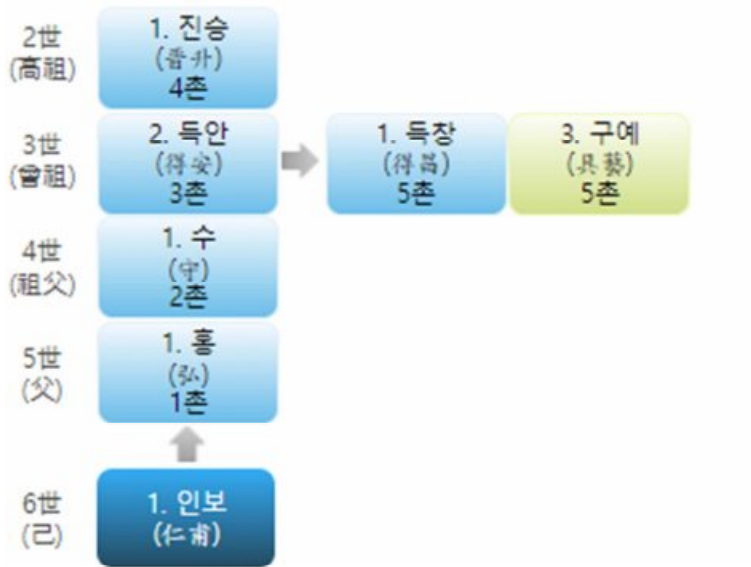 2世
(高祖)
1. 진승
(晋升)
4촌
3世
(曾祖)
2. 득안
(得安)
3촌
1. 득창
(得昌)
5촌
3. 구예
(具藝)
5촌
4世
(祖父)
1. 수
(守)
2촌
5世
(父)
1. 홍
(弘)
1촌
6世
(己)
1. 인보
(仁甫)